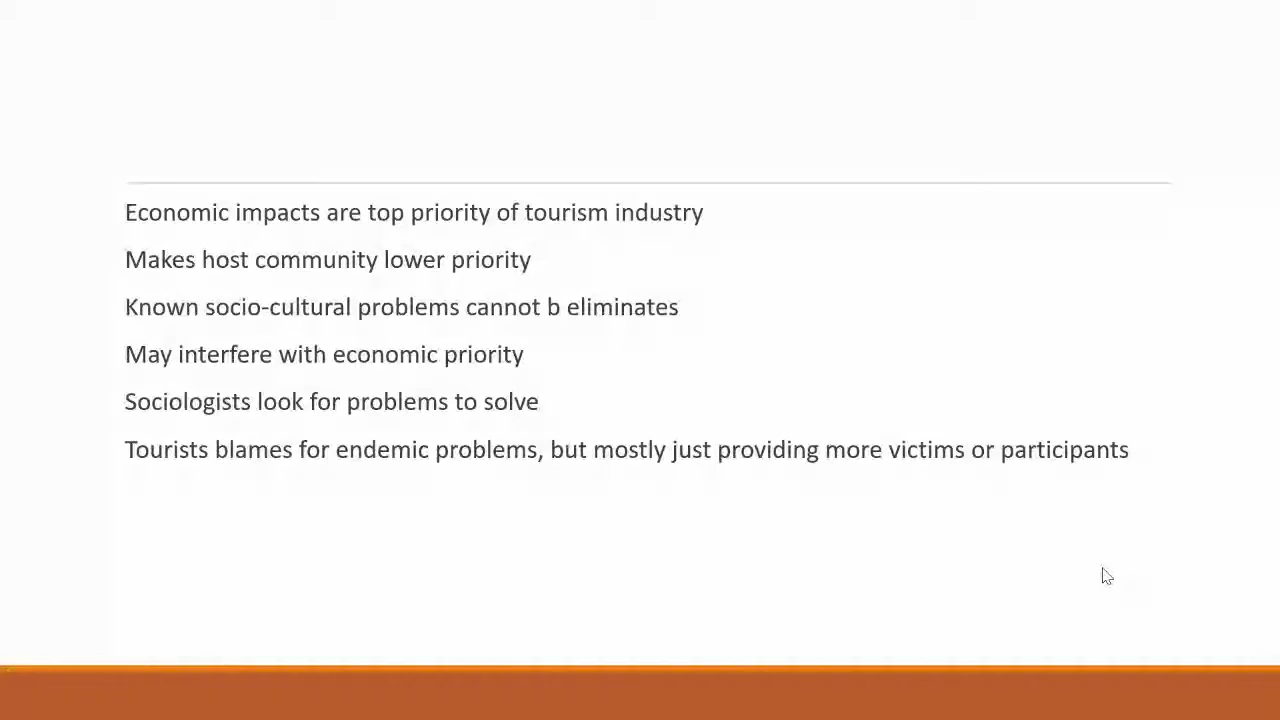 Economic impacts are top priority of tourism industry
Makes host community lower priority
Known socio-cultural problems cannot b eliminates
May interfere with economic priority
Sociologists look for problems to solve
Tourists blames for endemic problems, but mostly just providing more victims or participants